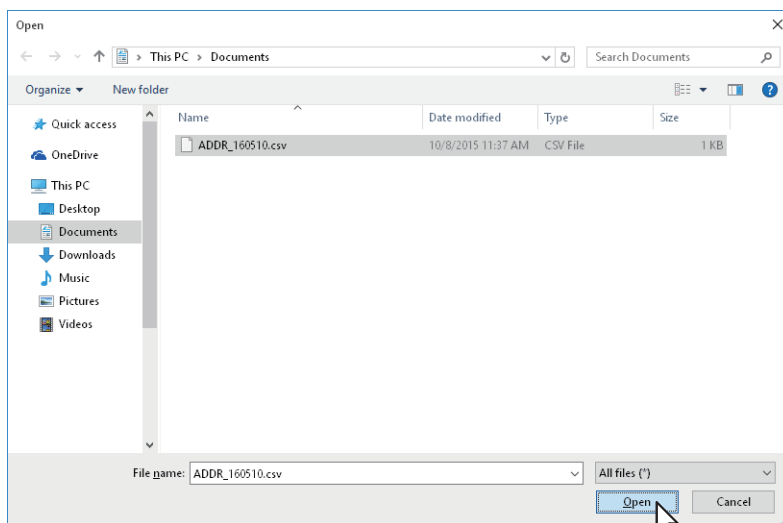 Open
This PC > Documents
Search Documents
Organize
New folder
Name
Date modified
Type
Size
Quick access
ADDR_160510.csv
10/8/2015 11:37 AM
CSV File
1 KB
OneDrive
This PC
Desktop
Documents
Downloads
Music
Pictures
Videos
File name:
ADDR_160510.csv
All files (*)
Open
Cancel